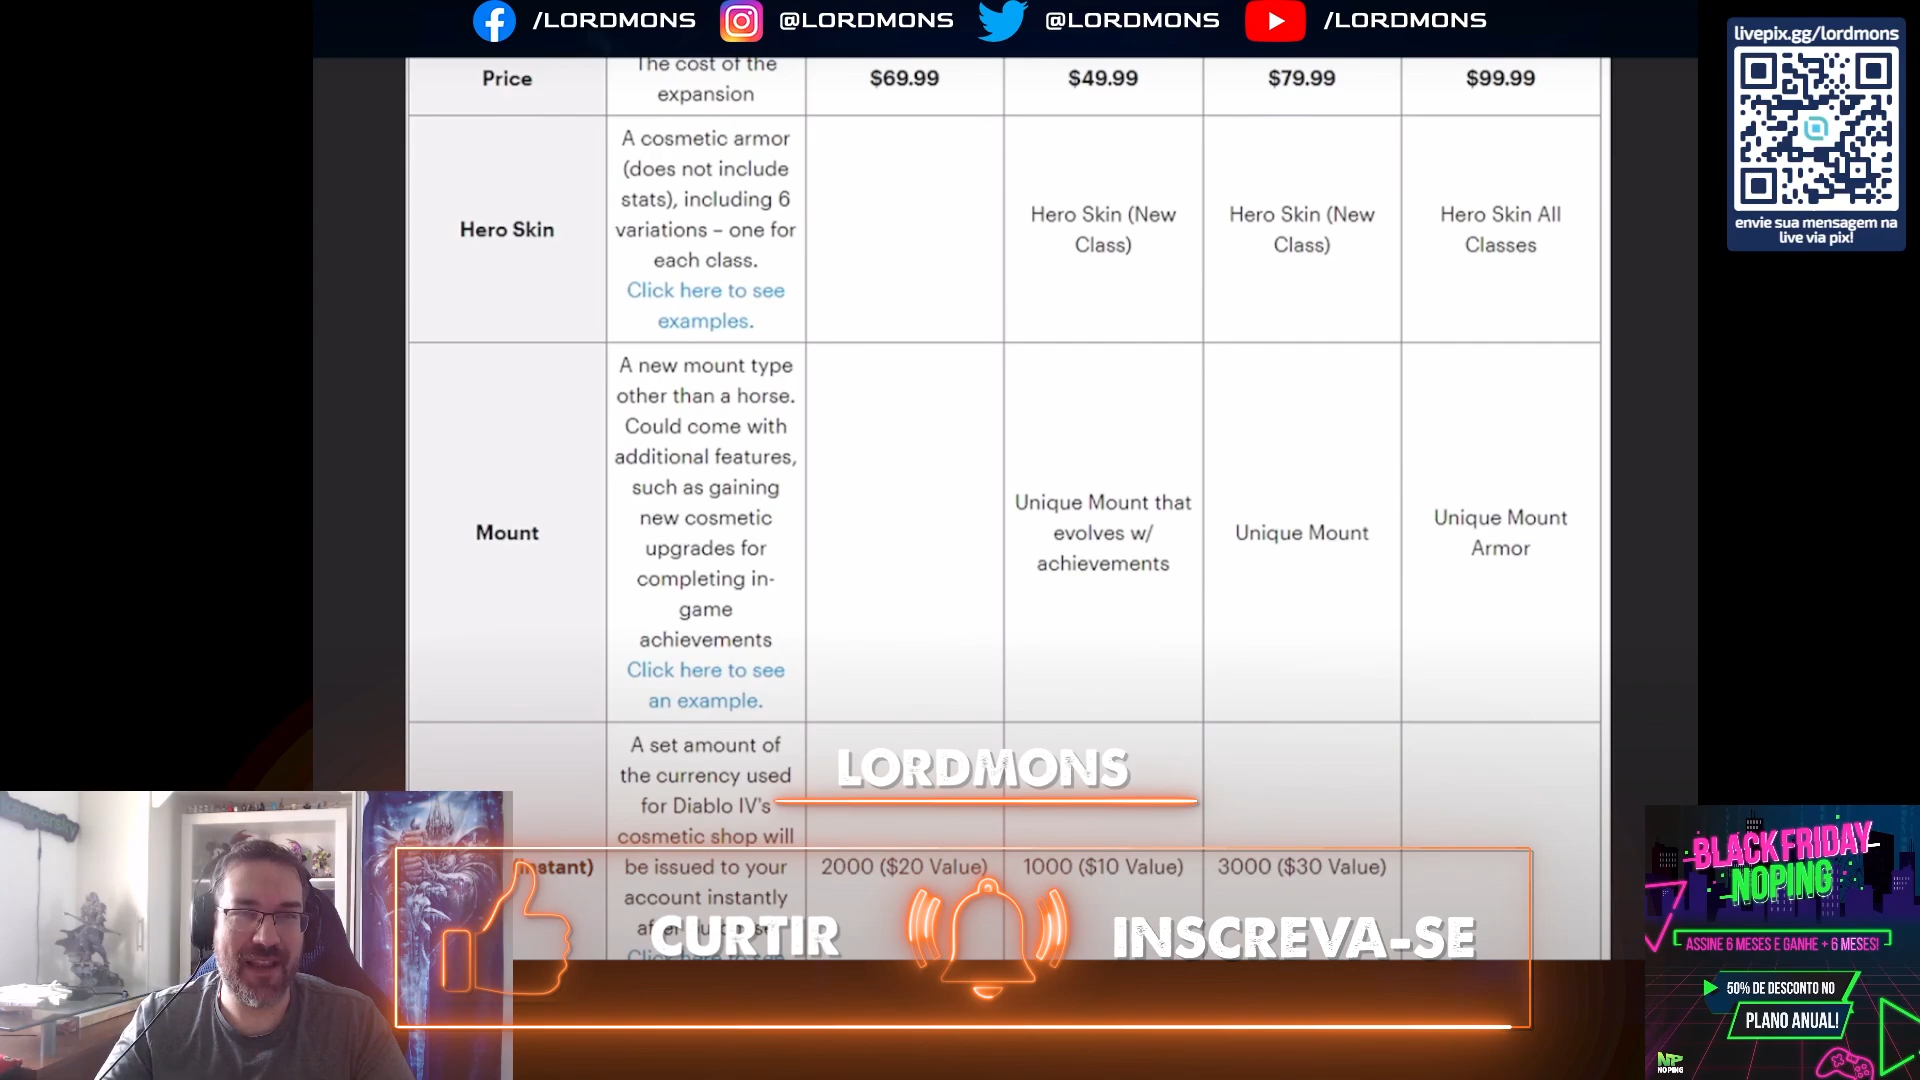 /LORDMONS
@LORDMONS
@LORDMONS
/LORDMONS
livepix.gg/lordmons
envie sua mensagem na
live via pix!
Price
The cost of the
expansion
$69.99
$49.99
$79.99
$99.99
Hero Skin
A cosmetic armor
(does not include
stats), including 6
variations – one for
each class.
Click here to see
examples.
Hero Skin (New
Class)
Hero Skin (New
Class)
Hero Skin All
Classes
Mount
A new mount type
other than a horse.
Could come with
additional features,
such as gaining
new cosmetic
upgrades for
completing in-
game
achievements
Click here to see
an example.
Unique Mount that
evolves w/
achievements
Unique Mount
Unique Mount
Armor
A set amount of
the currency used
for Diablo IV's
cosmetic shop will
be issued to your
account instantly
2000 ($20 Value)
1000 ($10 Value)
3000 ($30 Value)
LORDMONS
CURTIR
INSCREVA-SE
BLACK FRIDAY
NOPING
ASSINE 6 MESES E GANHE + 6 MESES!
50% DE DESCONTO NO
PLANO ANUAL!
NP
NOPING